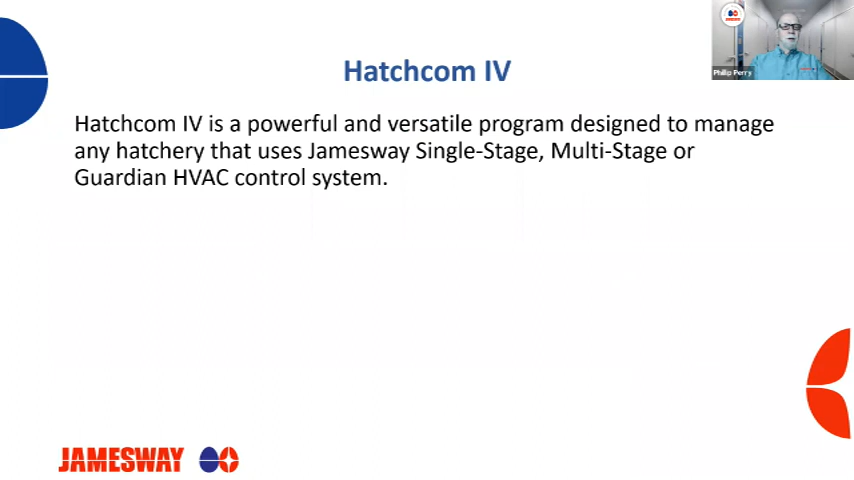 Hatchcom IV
Philip Perry
Hatchcom IV is a powerful and versatile program designed to manage
any hatchery that uses Jamesway Single-Stage, Multi-Stage or
Guardian HVAC control system.
JAMESWAY